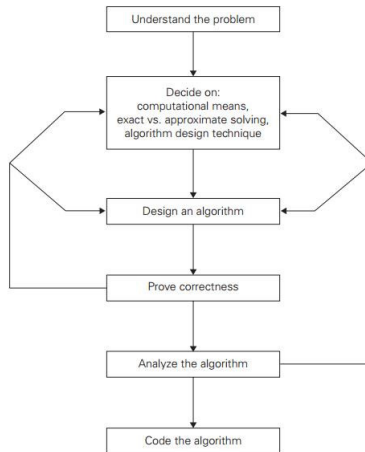 Understand the problem
Decide on:
computational means,
exact vs. approximate solving,
algorithm design technique
Design an algorithm
Prove correctness
Analyze the algorithm
Code the algorithm